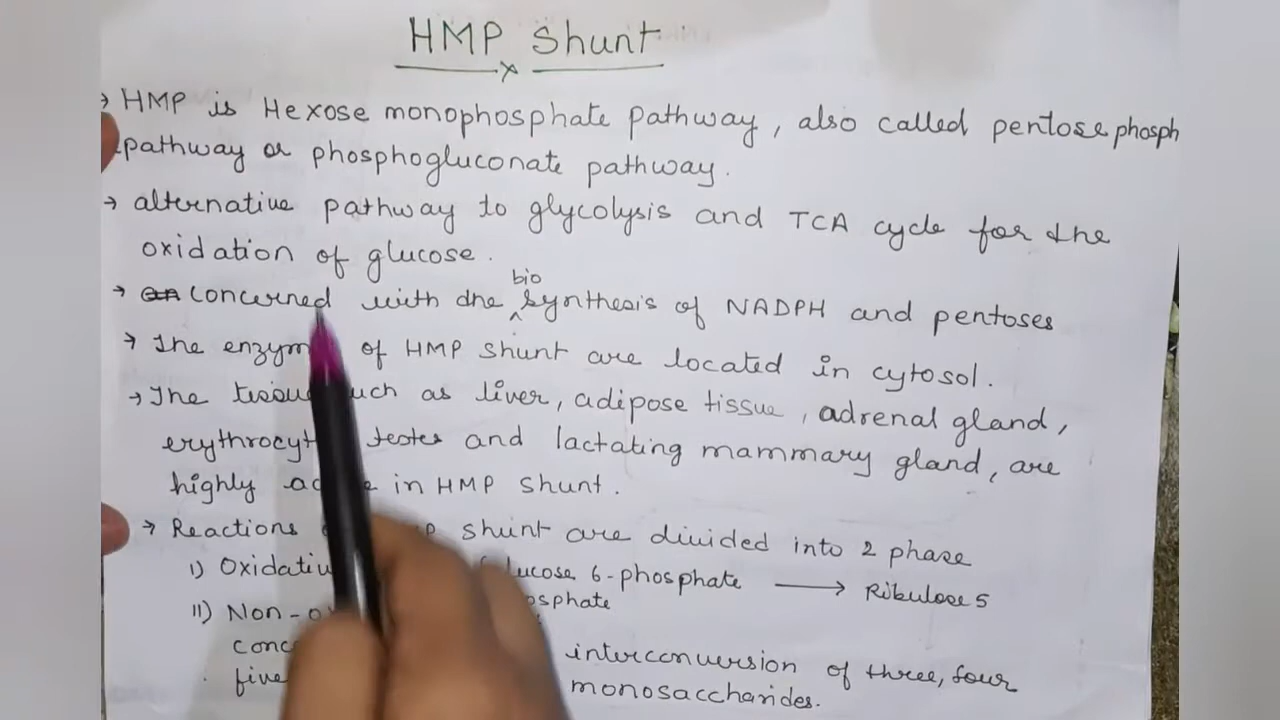 HMP Shunt
→ HMP is Hexose monophosphate pathway, also called pentose phosph
pathway or phosphogluconate pathway.
→ alternative pathway to glycolysis and TCA cycle for the
oxidation of glucose.
→ concerned with the biosynthesis of NADPH and pentoses
→ The enzym of HMP shunt are located in cytosol.
→ The tissue such as liver, adipose tissue, adrenal gland,
erythrocyt testes and lactating mammary gland, are
highly in HMP shunt.
→ Reactions shunt are divided into 2 phase
i) Oxidativ Glucose 6-phosphate → Ribulose 5
II) Non-o osphate
conc interconversion of three, four
five monosaccharides.